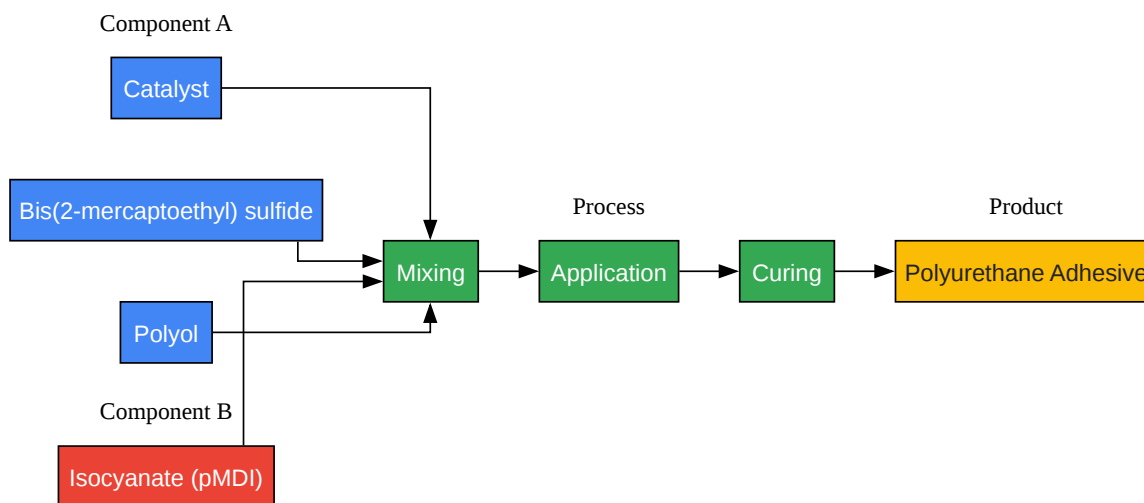 Component A
Catalyst
Bis(2-mercaptoethyl) sulfide
Process
Product
Mixing
Application
Curing
Polyurethane Adhesive
Polyol
Component B
Isocyanate (pMDI)